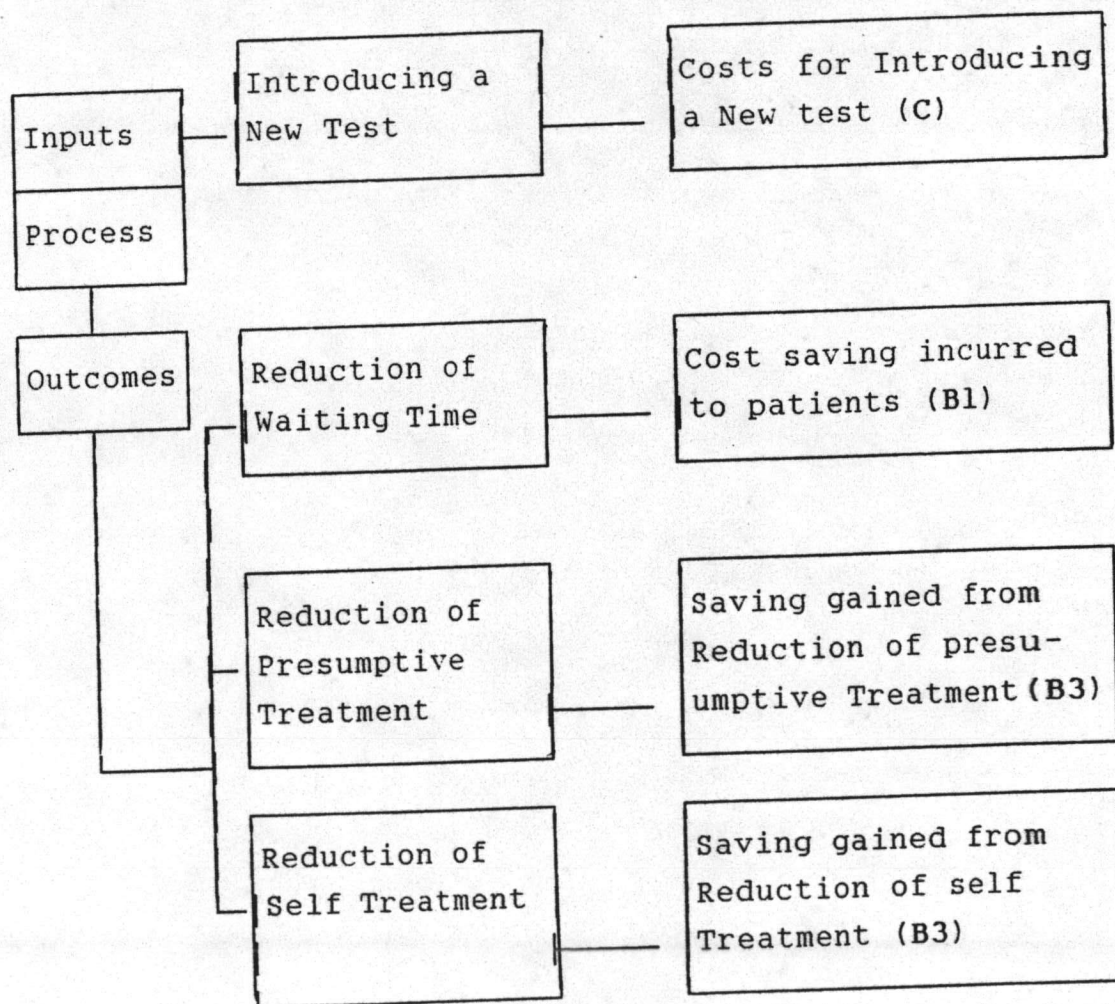 Inputs
Process
Introducing a
New Test
Costs for Introducing
a New test (C)
Outcomes
Reduction of
Waiting Time
Cost saving incurred
to patients (B1)
Reduction of
Presumptive
Treatment
Saving gained from
Reduction of presu-
umptive Treatment (B3)
Reduction of
Self Treatment
Saving gained from
Reduction of self
Treatment (B3)